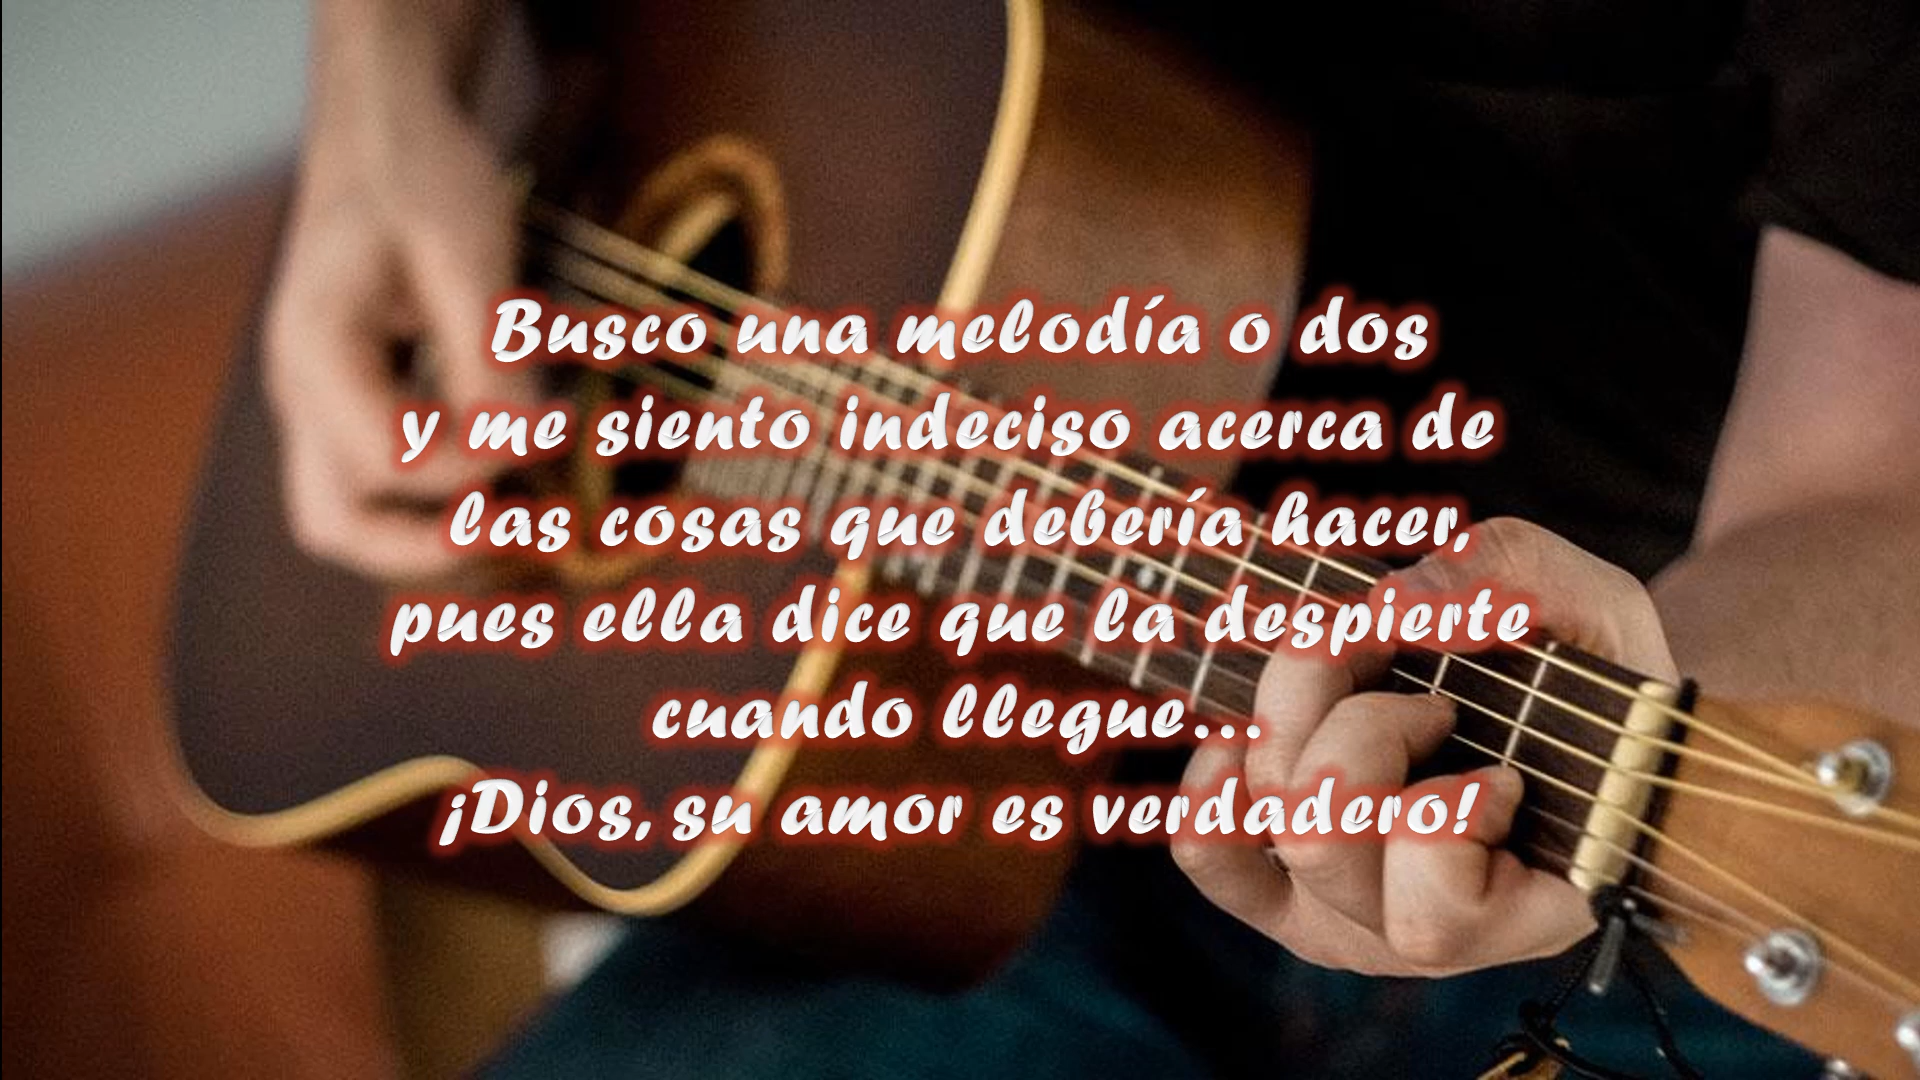 Busco una melodía o dos
y me siento indeciso acerca de
las cosas que debería hacer,
pues ella dice que la despierte
cuando llegue...
¡Dios, su amor es verdadero!